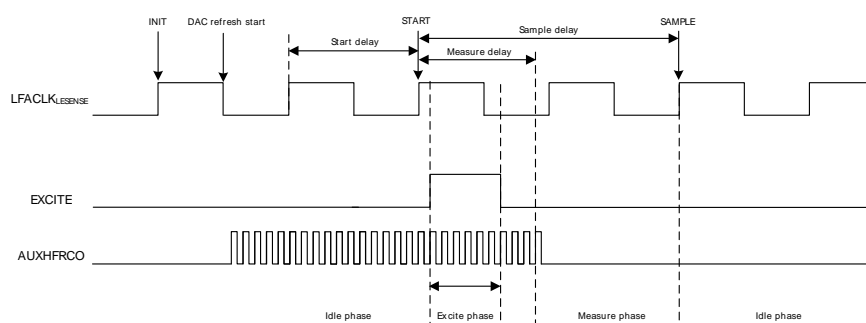 INIT
DAC refresh start
START
SAMPLE
Start delay
Sample delay
Measure delay
LFACLKLESENSE
EXCITE
AUXHFRCO
Idle phase
Excite phase
Measure phase
Idle phase